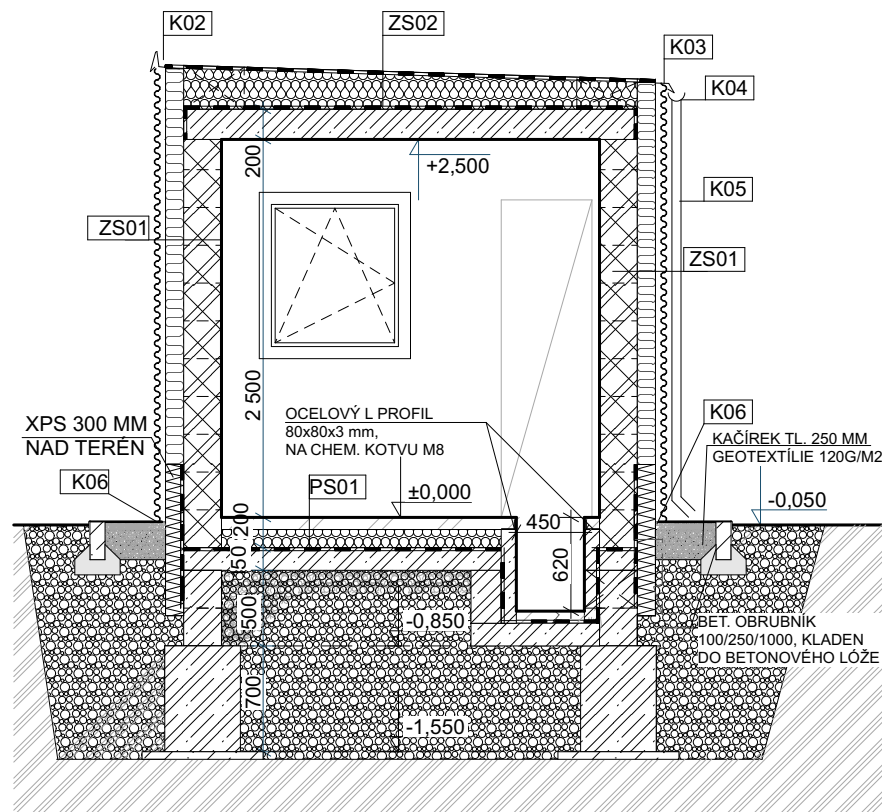 K02
ZS02
K03
K04
200
+2,500
K05
ZS01
ZS01
2 500
OCELOVÝ L PROFIL
80x80x3 mm,
NA CHEM. KOTVU M8
K06
XPS 300 MM
NAD TERÉN
KAČÍREK TL. 250 MM
GEOTEXTÍLIE 120G/M2
K06
PS01
±0,000
-0,050
200
450
620
500
-0,850
BET. OBRUBNÍK
100/250/1000, KLADEN
DO BETONOVÉHO LÓŽE
700
-1,550